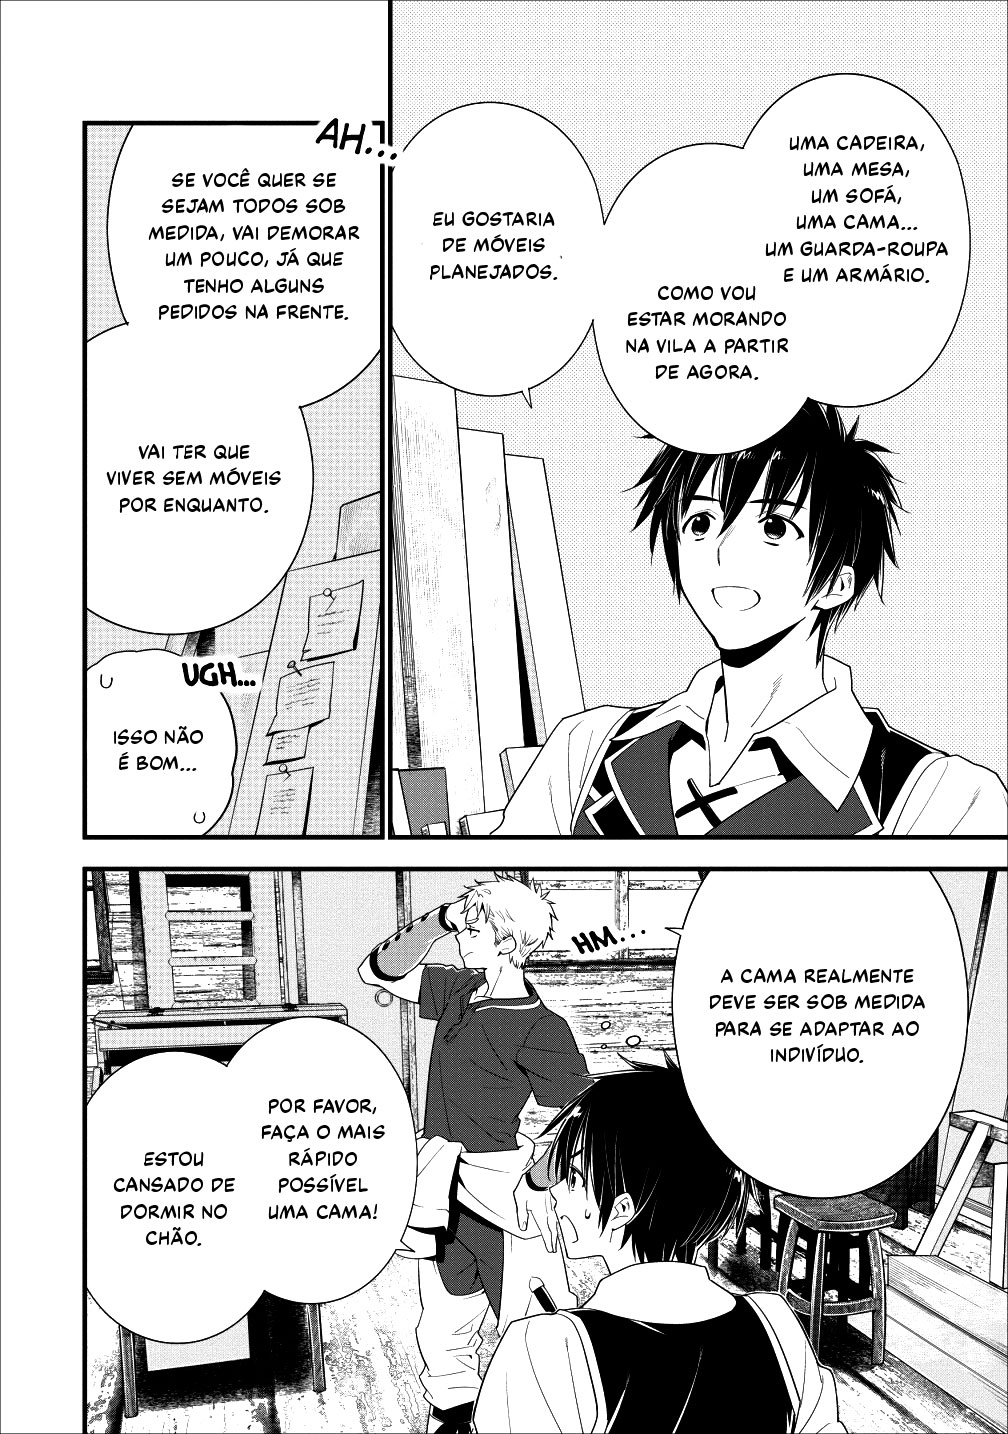 UMA CADEIRA,
UMA MESA,
UM SOFÁ,
UMA CAMA...
UM GUARDA-ROUPA
E UM ARMÁRIO.
COMO VOU
ESTAR MORANDO
NA VILA A PARTIR
DE AGORA.
EU GOSTARIA
DE MÓVEIS
PLANEJADOS.
AH...
SE VOCÊ QUER SE
SEJAM TODOS SOB
MEDIDA, VAI DEMORAR
UM POUCO, JÁ QUE
TENHO ALGUNS
PEDIDOS NA FRENTE.
VAI TER QUE
VIVER SEM MÓVEIS
POR ENQUANTO.
UGH...
ISSO NÃO
É BOM...
A CAMA REALMENTE
DEVE SER SOB MEDIDA
PARA SE ADAPTAR AO
INDIVÍDUO.
HM...
POR FAVOR,
FAÇA O MAIS
RÁPIDO
POSSÍVEL
UMA CAMA!
ESTOU
CANSADO DE
DORMIR NO
CHÃO.